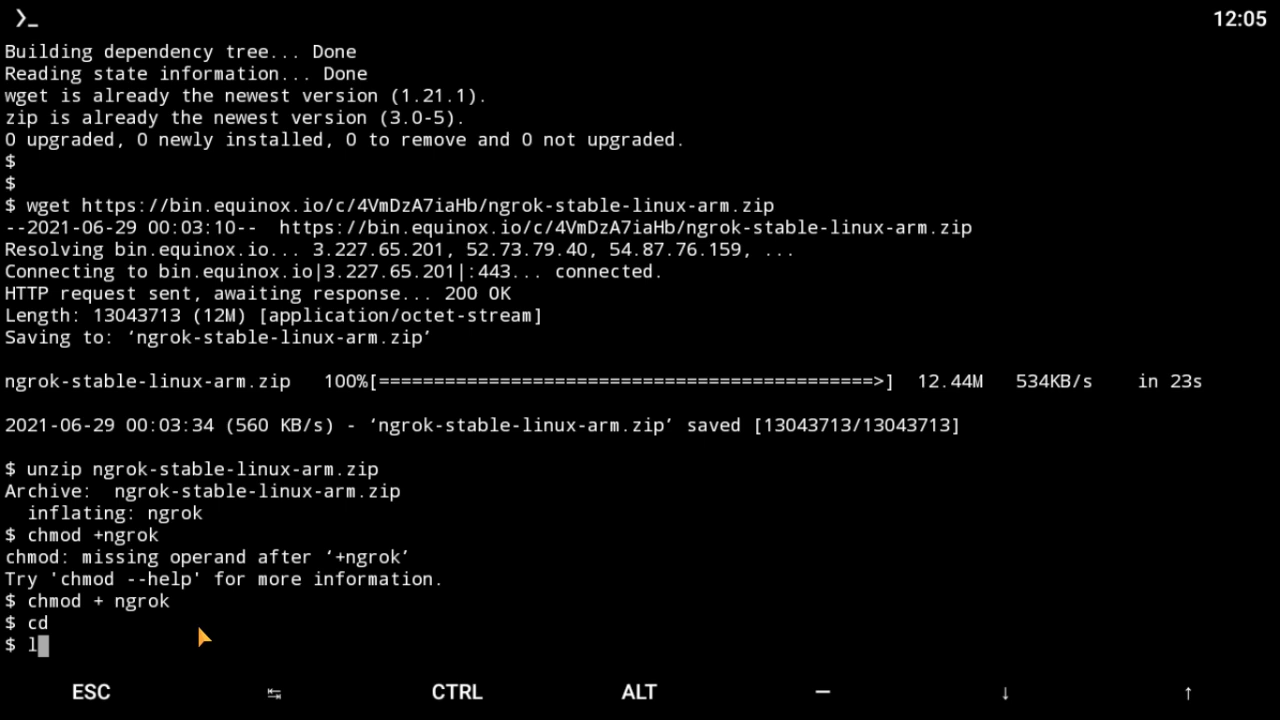 ❯_
12:05
Building dependency tree... Done
Reading state information... Done
wget is already the newest version (1.21.1).
zip is already the newest version (3.0-5).
0 upgraded, 0 newly installed, 0 to remove and 0 not upgraded.
$
$
$ wget https://bin.equinox.io/c/4VmDzA7iaHb/ngrok-stable-linux-arm.zip
--2021-06-29 00:03:10--  https://bin.equinox.io/c/4VmDzA7iaHb/ngrok-stable-linux-arm.zip
Resolving bin.equinox.io... 3.227.65.201, 52.73.79.40, 54.87.76.159, ...
Connecting to bin.equinox.io|3.227.65.201|:443... connected.
HTTP request sent, awaiting response... 200 OK
Length: 13043713 (12M) [application/octet-stream]
Saving to: ‘ngrok-stable-linux-arm.zip’
ngrok-stable-linux-arm.zip   100%[=============================================>]  12.44M   534KB/s    in 23s
2021-06-29 00:03:34 (560 KB/s) - ‘ngrok-stable-linux-arm.zip’ saved [13043713/13043713]
$ unzip ngrok-stable-linux-arm.zip
Archive:  ngrok-stable-linux-arm.zip
  inflating: ngrok
$ chmod +ngrok
chmod: missing operand after ‘+ngrok’
Try 'chmod --help' for more information.
$ chmod + ngrok
$ cd
$ l
ESC ↹ CTRL ALT — ↓ ↑